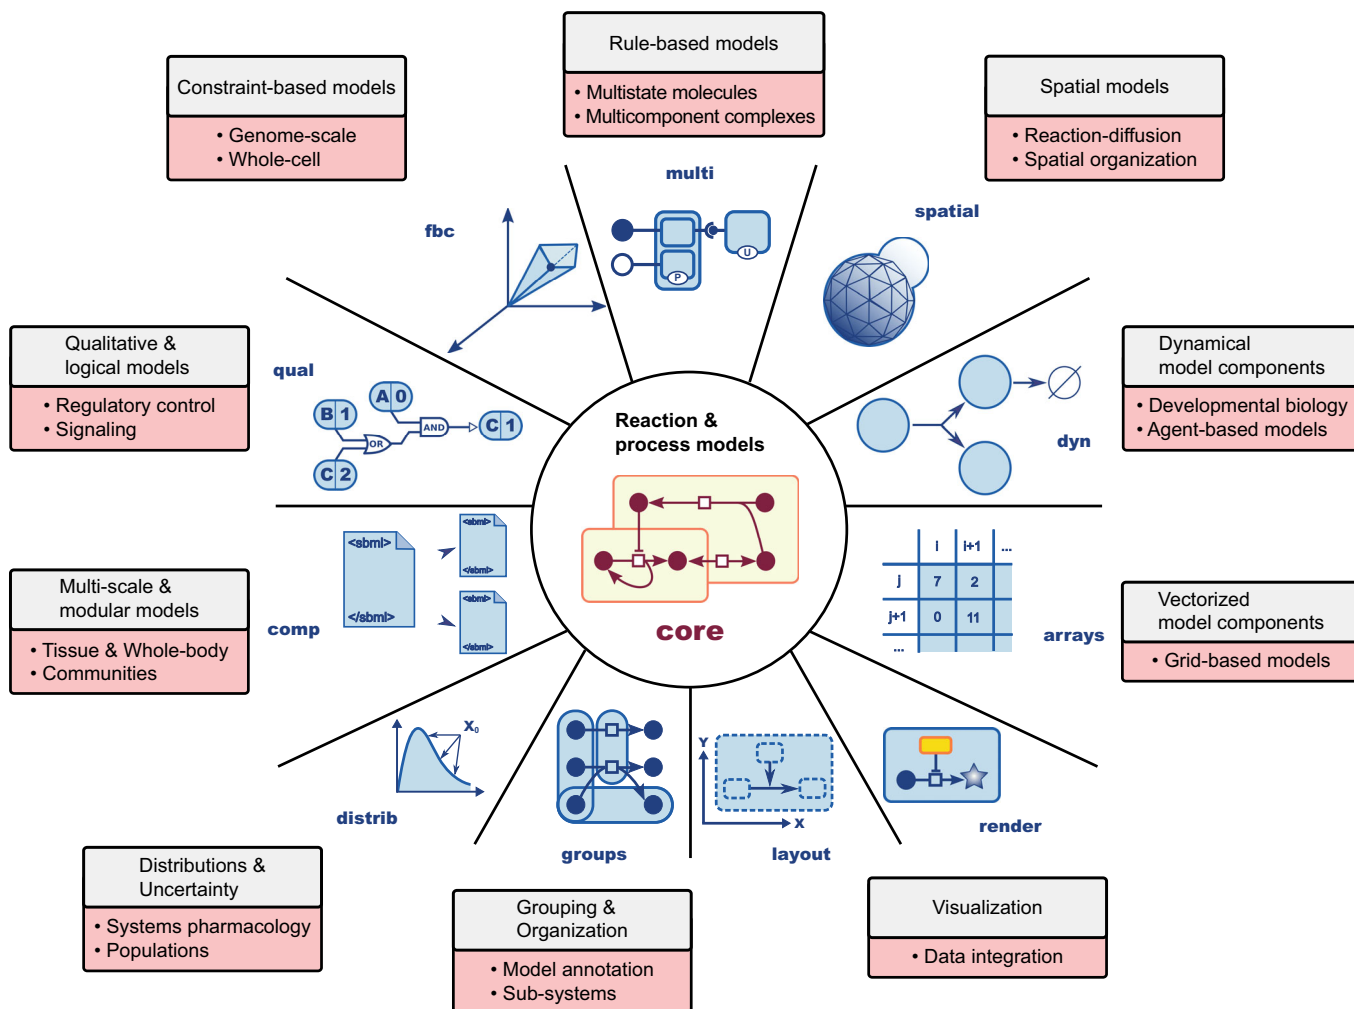 Rule-based models
• Multistate molecules
• Multicomponent complexes
multi
U
P
Constraint-based models
• Genome-scale
• Whole-cell
fbc
Spatial models
• Reaction-diffusion
• Spatial organization
spatial
Qualitative &
logical models
• Regulatory control
• Signaling
qual
A 0
B 1
OR
AND
C 1
C 2
Dynamical
model components
• Developmental biology
• Agent-based models
dyn
Reaction &
process models
core
Multi-scale &
modular models
• Tissue & Whole-body
• Communities
comp
<sbml>
</sbml>
<sbml>
</sbml>
<sbml>
</sbml>
i i+1 ...
j 7 2
j+1 0 11
...
arrays
Vectorized
model components
• Grid-based models
X₀
distrib
Distributions &
Uncertainty
• Systems pharmacology
• Populations
groups
Grouping &
Organization
• Model annotation
• Sub-systems
Y
X
layout
render
Visualization
• Data integration